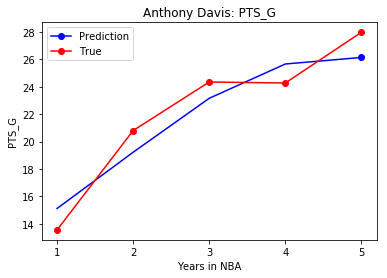 Anthony Davis: PTS_G
Prediction
True
PTS_G
28
26
24
22
20
18
16
14
1 2 3 4 5
Years in NBA